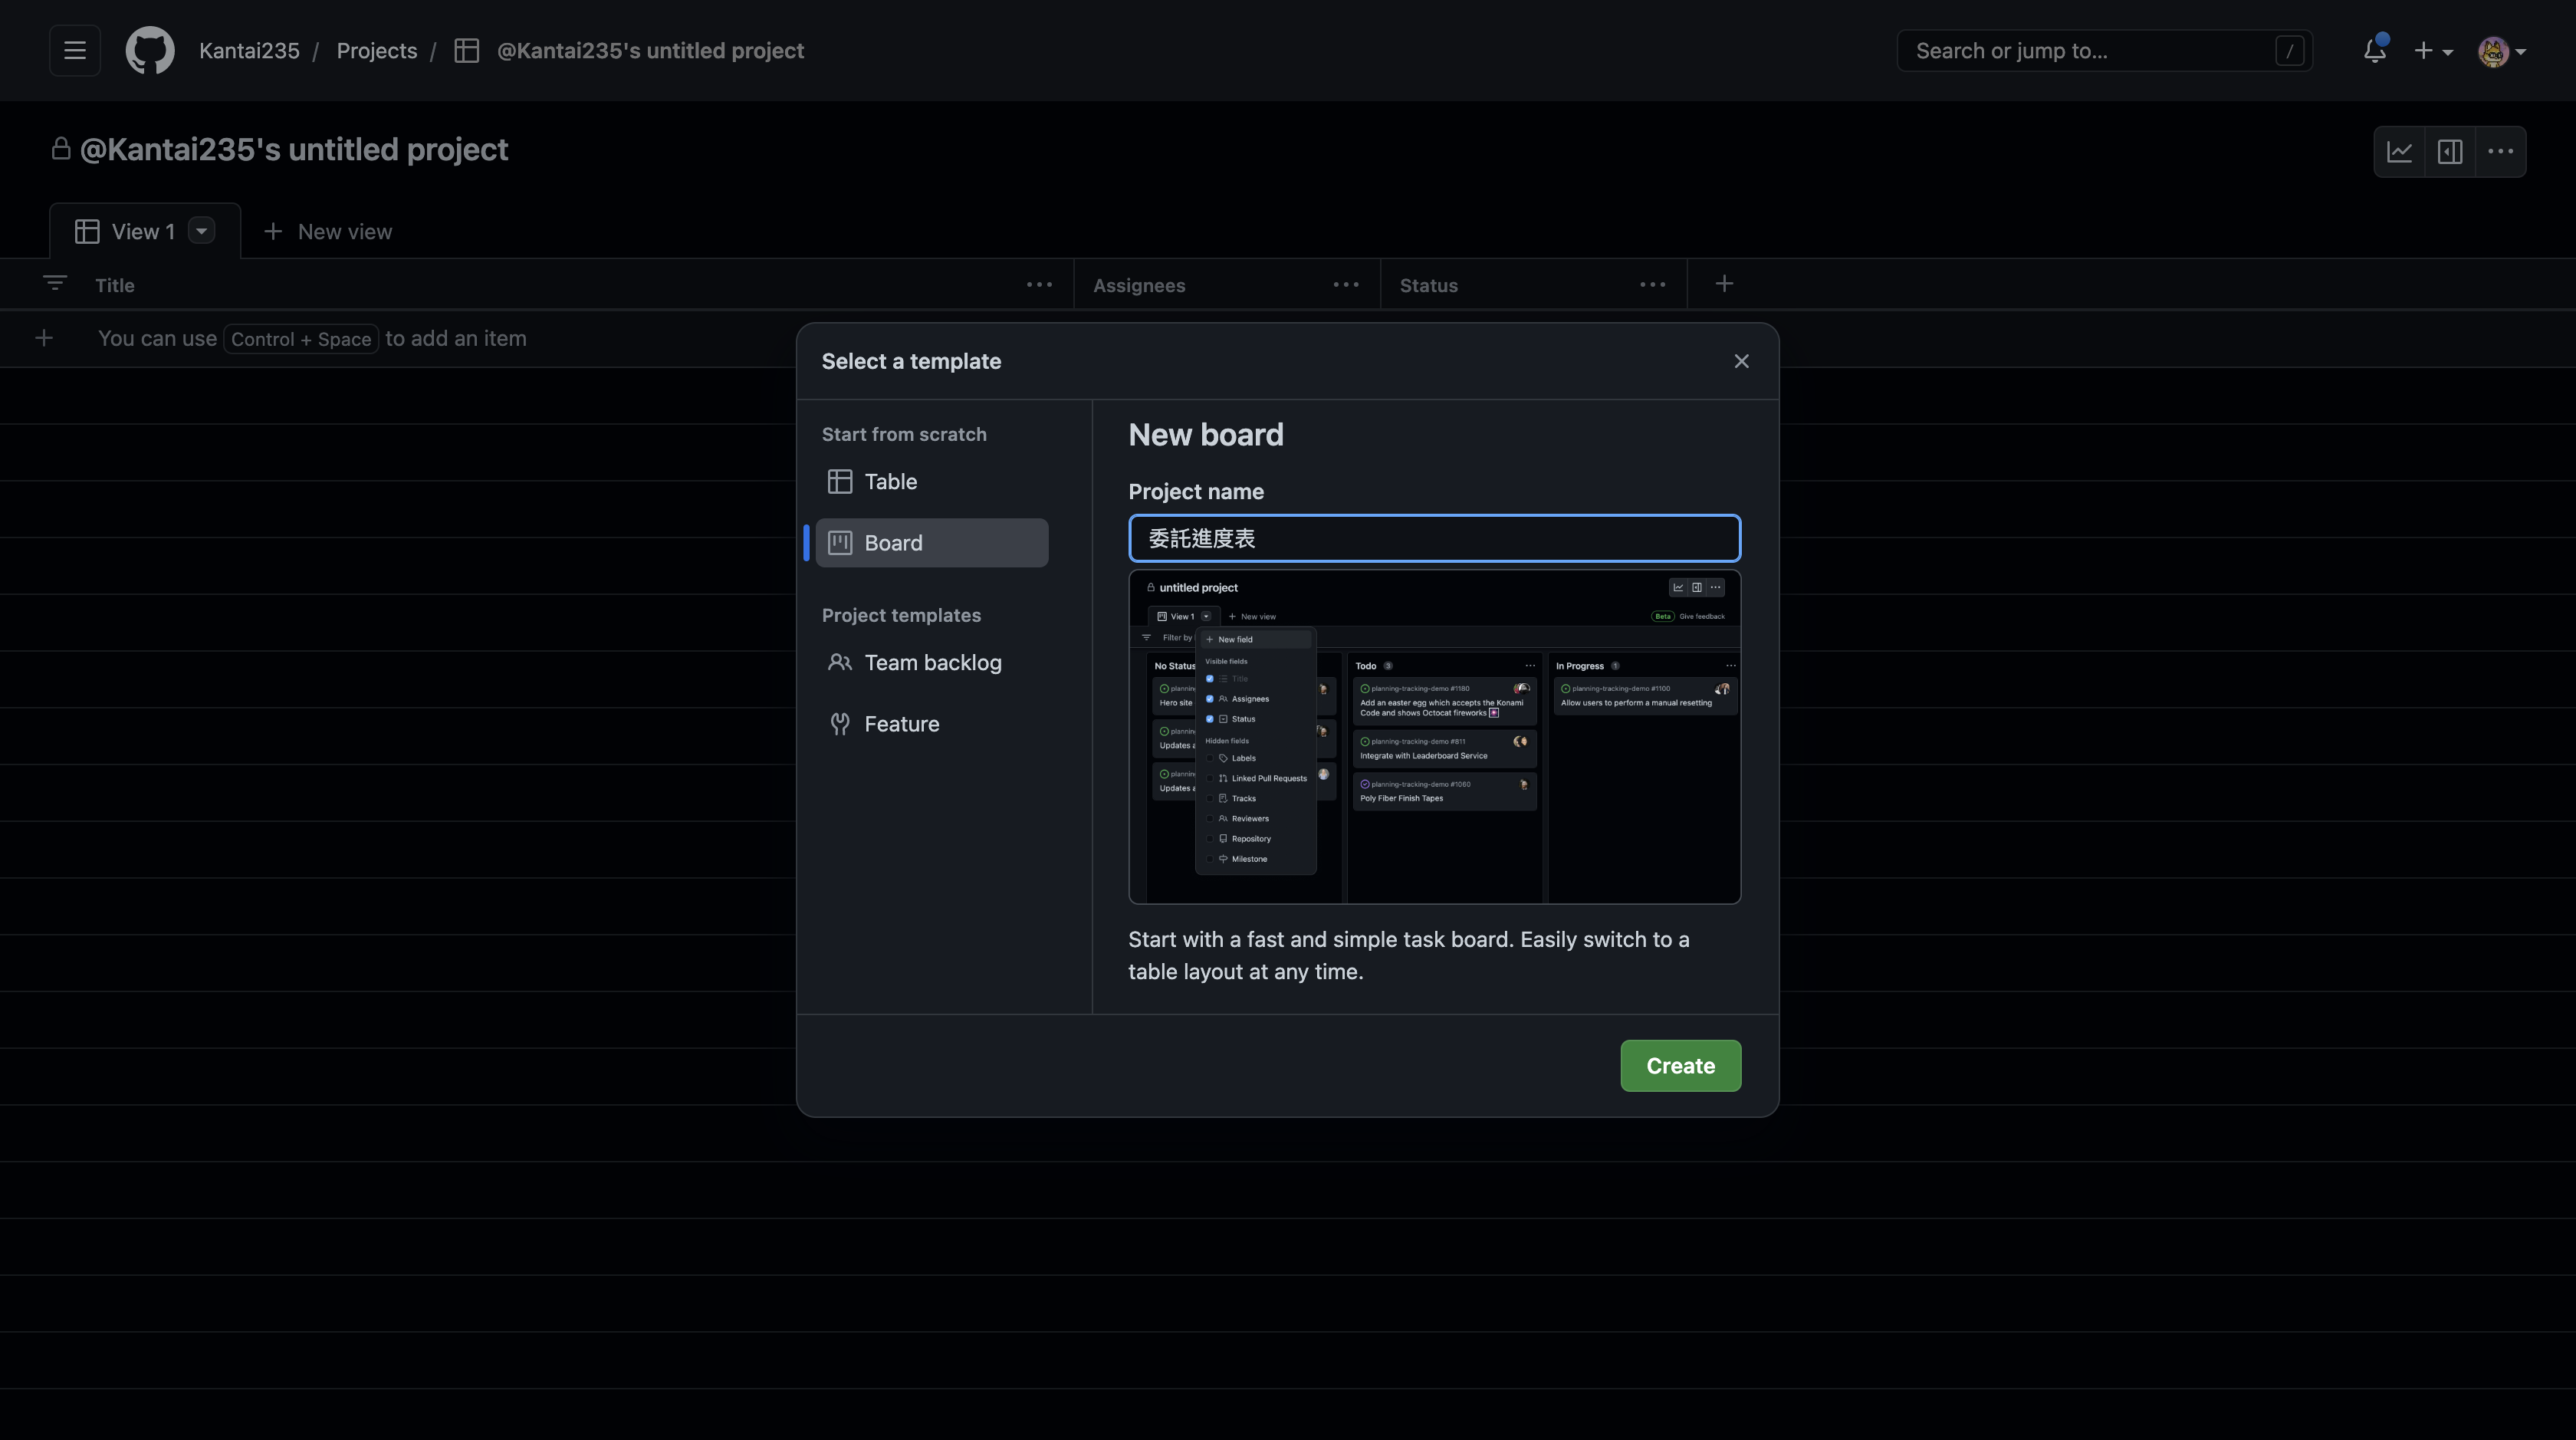 Kantai235 / Projects / @Kantai235's untitled project
Search or jump to... /
@Kantai235's untitled project
View 1
New view
Title
Assignees
Status
You can use Control + Space to add an item
Select a template
Start from scratch
Table
Board
Project templates
Team backlog
Feature
New board
Project name
委託進度表
untitled project
View 1
New view
Beta Give feedback
Filter by
New field
Visible fields
Title
Assignees
Status
Hidden fields
Labels
Linked Pull Requests
Tracks
Reviewers
Repository
Milestone
No Status
Hero site
Updates
Updates
Todo 3
planning-tracking-demo #1180
Add an easter egg which accepts the Konami
Code and shows Octocat fireworks 🎆
planning-tracking-demo #811
Integrate with Leaderboard Service
planning-tracking-demo #1060
Poly Fiber Finish Tapes
In Progress 1
planning-tracking-demo #1100
Allow users to perform a manual resetting
Start with a fast and simple task board. Easily switch to a
table layout at any time.
Create